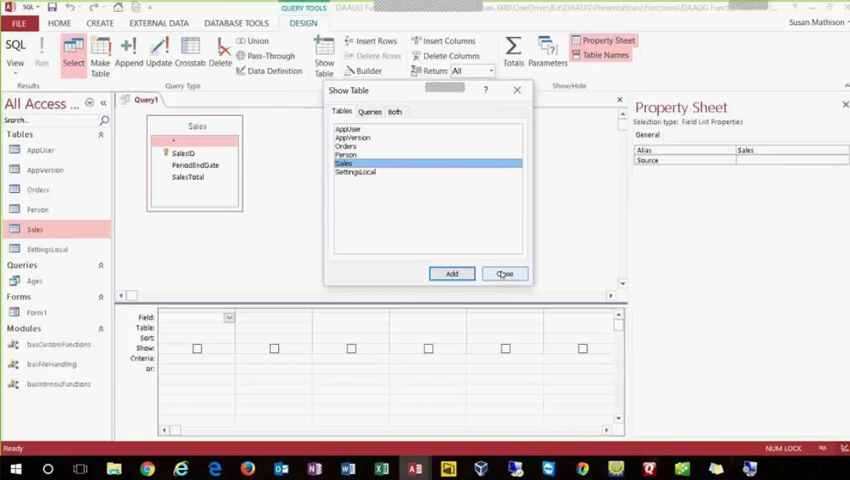 QUERY TOOLS
FILE
HOME
CREATE
EXTERNAL DATA
DATABASE TOOLS
DESIGN
Susan Mathison
SQL
View
Run
Select
Make
Table
Append
Update
Crosstab
Delete
Union
Pass-Through
Data Definition
Show
Table
Insert Rows
Delete Rows
Builder
Insert Columns
Delete Columns
Return: All
Totals
Parameters
Property Sheet
Table Names
Results
Query Type
Show/Hide
All Access ...
Search...
Tables
AppUser
AppVersion
Orders
Person
Sales
SettingsLocal
Queries
Ages
Forms
Form1
Modules
basCustomFunctions
basFileHandling
basIntrinsicFunctions
Query1
Sales
*
SalesID
PeriodEndDate
SalesTotal
Show Table
?
Tables
Queries
Both
AppUser
AppVersion
Orders
Person
Sales
SettingsLocal
Add
Close
Field:
Table:
Sort:
Show:
Criteria:
or:
Property Sheet
Selection type: Field List Properties
General
Alias
Sales
Source
Ready
NUM LOCK